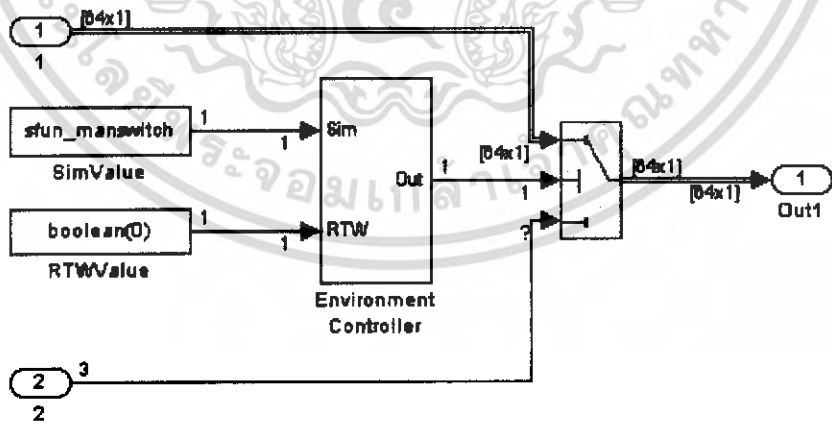 1
[64x1]
1
sfun_manswitch
1
1
SimValue
Sim
Out
1
[64x1]
1
boolean(0)
1
1
RTWValue
RTW
Environment
Controller
?
[64x1]
[64x1]
1
Out1
2
3
2